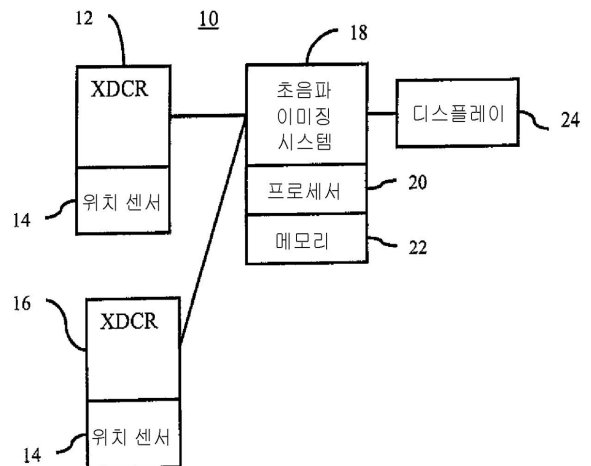 12
10
18
XDCR
위치 센서
14
초음파
이미징
시스템
프로세서
20
메모리
22
디스플레이
24
16
XDCR
위치 센서
14